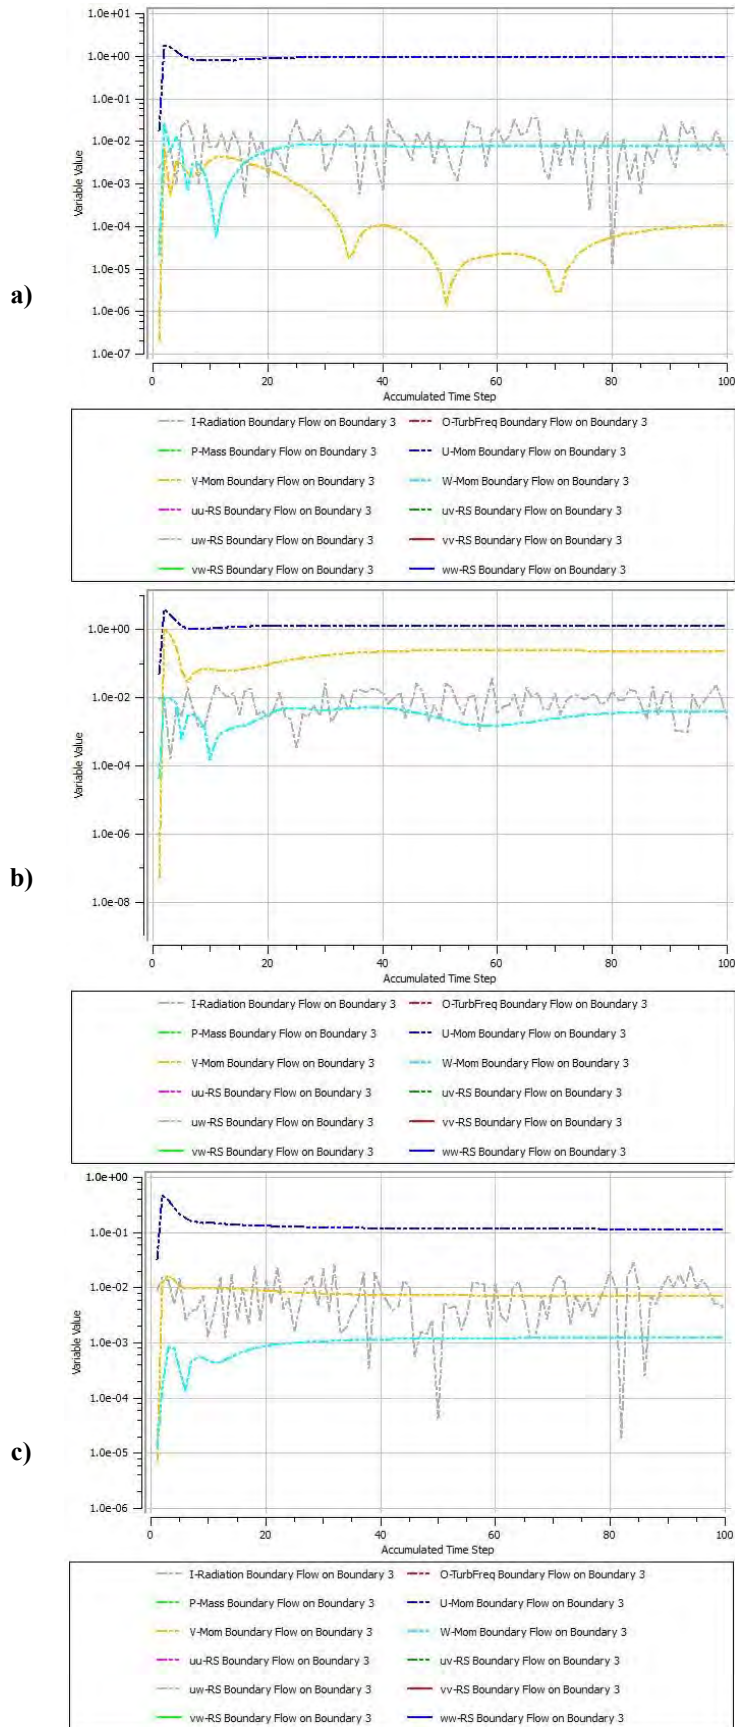 1.0e+01
1.0e+00
1.0e-01
1.0e-02
1.0e-03
1.0e-04
1.0e-05
1.0e-06
1.0e-07
Variable Value
a)
0 20 40 60 80 100
Accumulated Time Step
I-Radiation Boundary Flow on Boundary 3 O-TurbFreq Boundary Flow on Boundary 3
P-Mass Boundary Flow on Boundary 3 U-Mom Boundary Flow on Boundary 3
V-Mom Boundary Flow on Boundary 3 W-Mom Boundary Flow on Boundary 3
uu-RS Boundary Flow on Boundary 3 uv-RS Boundary Flow on Boundary 3
uw-RS Boundary Flow on Boundary 3 vv-RS Boundary Flow on Boundary 3
vw-RS Boundary Flow on Boundary 3 ww-RS Boundary Flow on Boundary 3
1.0e+00
1.0e-02
1.0e-04
1.0e-06
1.0e-08
Variable Value
b)
0 20 40 60 80 100
Accumulated Time Step
I-Radiation Boundary Flow on Boundary 3 O-TurbFreq Boundary Flow on Boundary 3
P-Mass Boundary Flow on Boundary 3 U-Mom Boundary Flow on Boundary 3
V-Mom Boundary Flow on Boundary 3 W-Mom Boundary Flow on Boundary 3
uu-RS Boundary Flow on Boundary 3 uv-RS Boundary Flow on Boundary 3
uw-RS Boundary Flow on Boundary 3 vv-RS Boundary Flow on Boundary 3
vw-RS Boundary Flow on Boundary 3 ww-RS Boundary Flow on Boundary 3
1.0e+00
1.0e-01
1.0e-02
1.0e-03
1.0e-04
1.0e-05
1.0e-06
Variable Value
c)
0 20 40 60 80 100
Accumulated Time Step
I-Radiation Boundary Flow on Boundary 3 O-TurbFreq Boundary Flow on Boundary 3
P-Mass Boundary Flow on Boundary 3 U-Mom Boundary Flow on Boundary 3
V-Mom Boundary Flow on Boundary 3 W-Mom Boundary Flow on Boundary 3
uu-RS Boundary Flow on Boundary 3 uv-RS Boundary Flow on Boundary 3
uw-RS Boundary Flow on Boundary 3 vv-RS Boundary Flow on Boundary 3
vw-RS Boundary Flow on Boundary 3 ww-RS Boundary Flow on Boundary 3